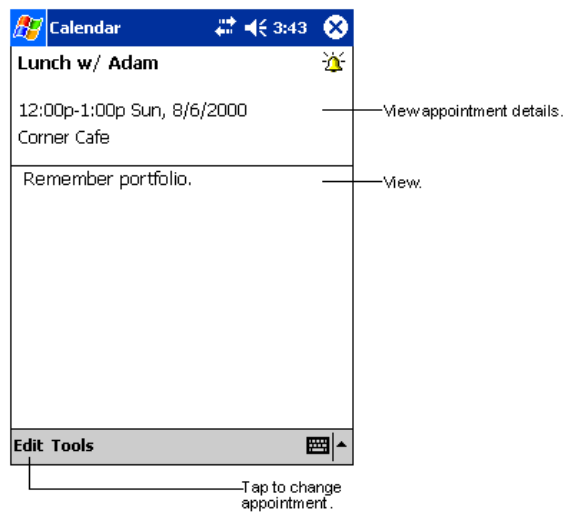 Calendar 3:43
Lunch w/ Adam
12:00p-1:00p Sun, 8/6/2000
View appointment details.
Corner Cafe
Remember portfolio.
View.
Edit Tools
Tap to change
appointment.